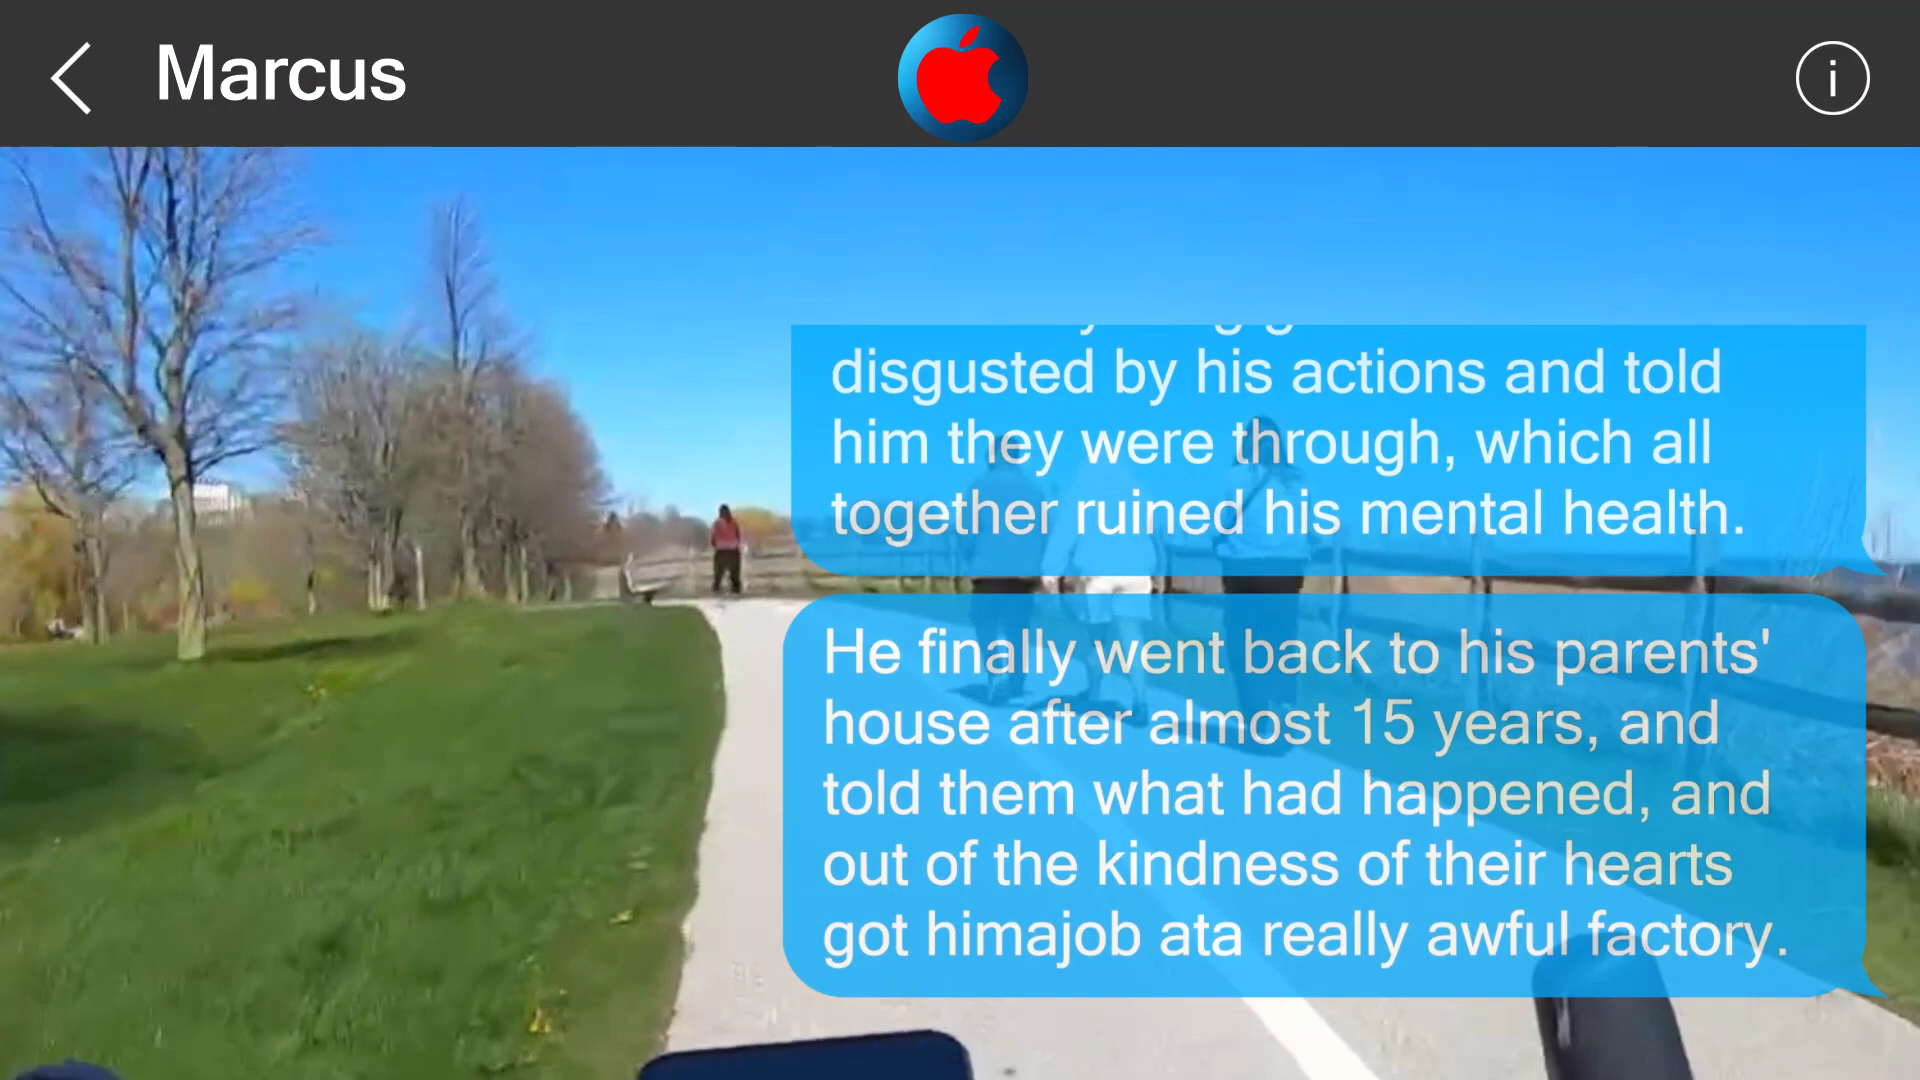 Marcus
disgusted by his actions and told
him they were through, which all
together ruined his mental health.
He finally went back to his parents'
house after almost 15 years, and
told them what had happened, and
out of the kindness of their hearts
got himajob ata really awful factory.